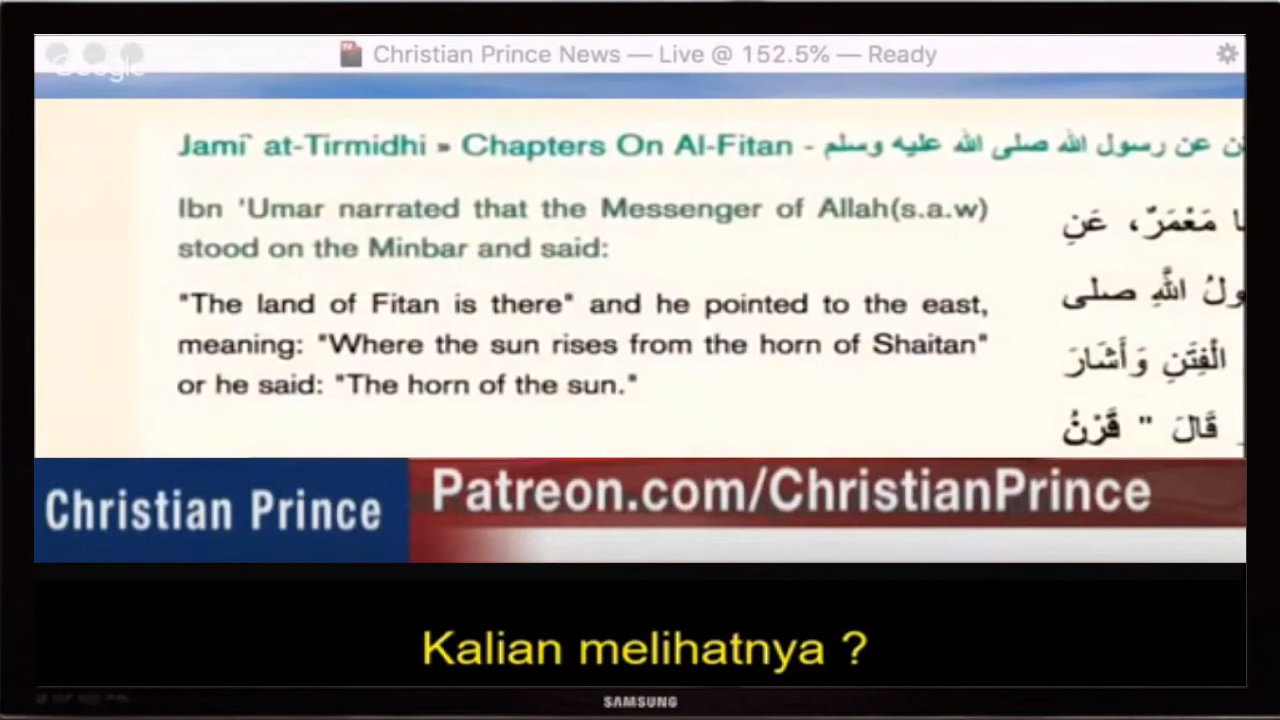 Christian Prince News — Live @ 152.5% — Ready
Google
Jami` at-Tirmidhi » Chapters On Al-Fitan - عن رسول الله صلى الله عليه وسلم
Ibn 'Umar narrated that the Messenger of Allah(s.a.w)
stood on the Minbar and said:
"The land of Fitan is there" and he pointed to the east,
meaning: "Where the sun rises from the horn of Shaitan"
or he said: "The horn of the sun."
مَعْمَرٌ، عَنِ
اللَّهِ صلى
الْفِتَنِ وَأَشَارَ
قَالَ " قَرْنُ
Christian Prince
Patreon.com/ChristianPrince
Kalian melihatnya ?
SAMSUNG